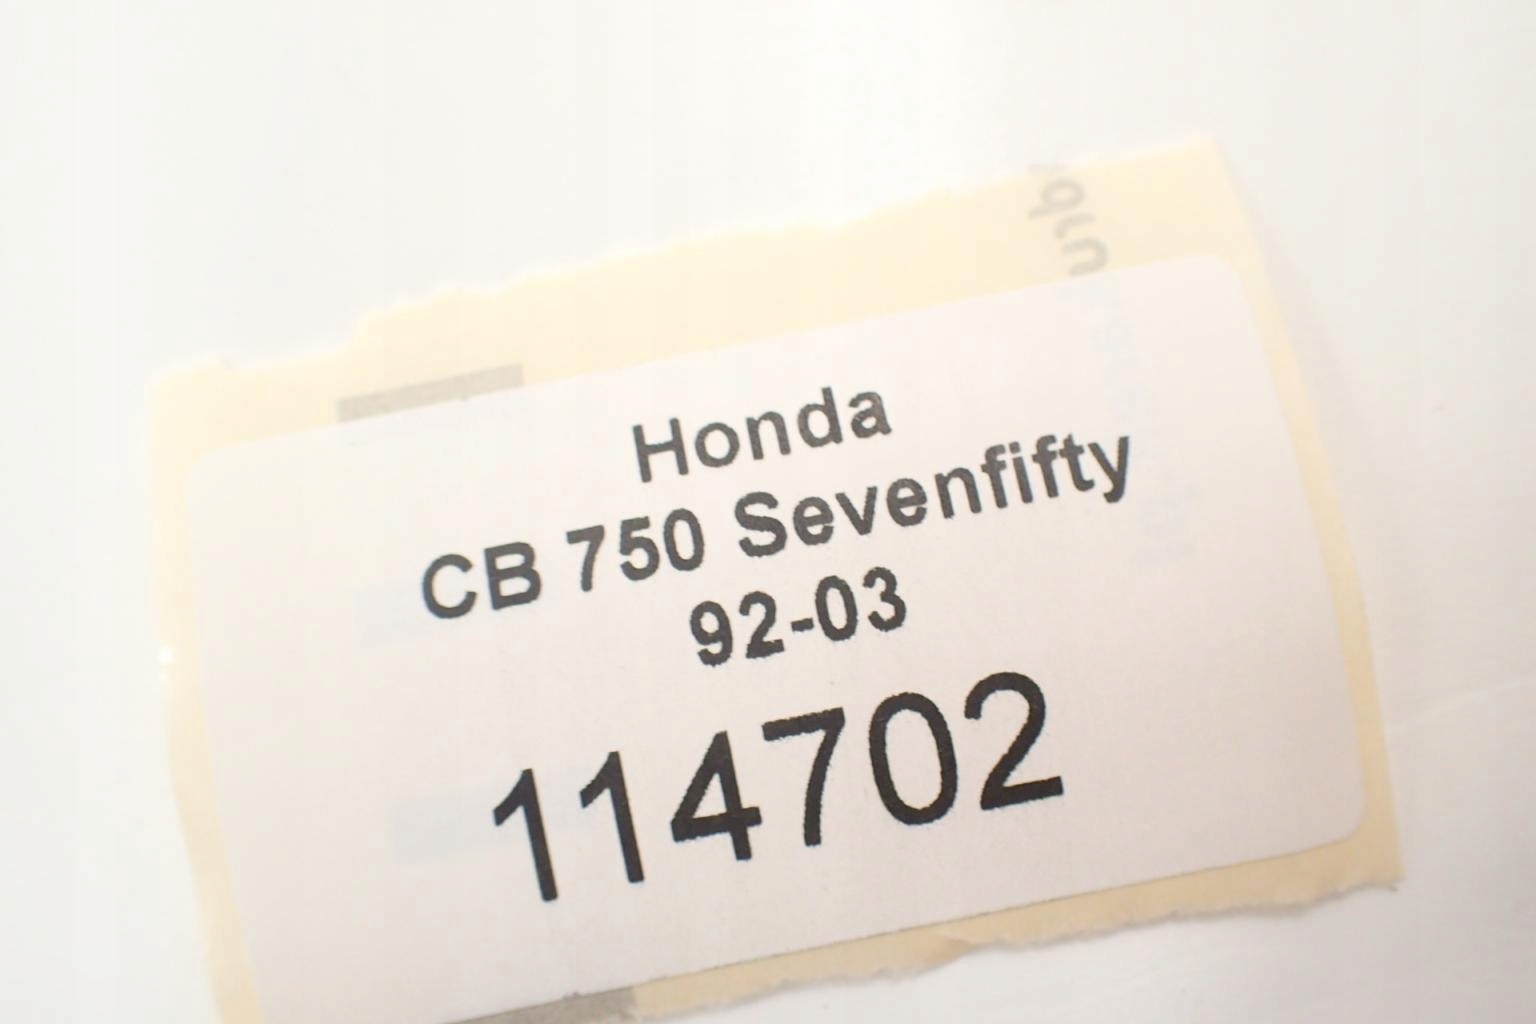 Honda
CB 750 Sevenfifty
92-03
114702